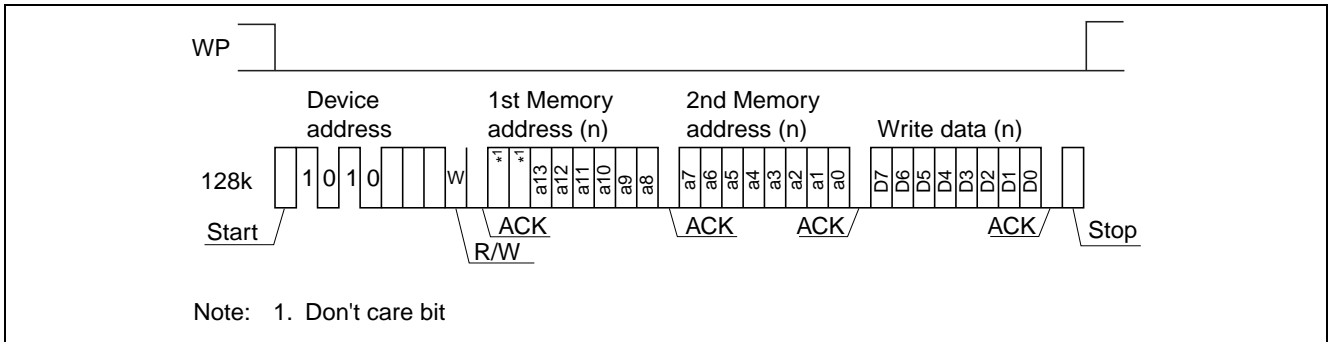 WP
Device
address
1st Memory
address (n)
2nd Memory
address (n)
Write data (n)
128k
1 0 1 0
W
*1 *1 a13 a12 a11 a10 a9 a8
a7 a6 a5 a4 a3 a2 a1 a0
D7 D6 D5 D4 D3 D2 D1 D0
Start
ACK
R/W
ACK
ACK
ACK
Stop
Note: 1. Don't care bit